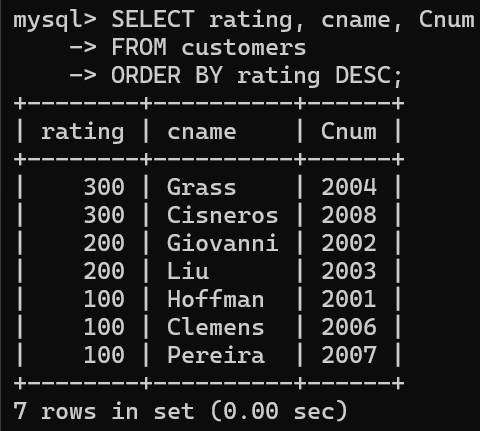 mysql> SELECT rating, cname, Cnum
    -> FROM customers
    -> ORDER BY rating DESC;
+--------+----------+------+
| rating | cname    | Cnum |
+--------+----------+------+
|    300 | Grass    | 2004 |
|    300 | Cisneros | 2008 |
|    200 | Giovanni | 2002 |
|    200 | Liu      | 2003 |
|    100 | Hoffman  | 2001 |
|    100 | Clemens  | 2006 |
|    100 | Pereira  | 2007 |
+--------+----------+------+
7 rows in set (0.00 sec)